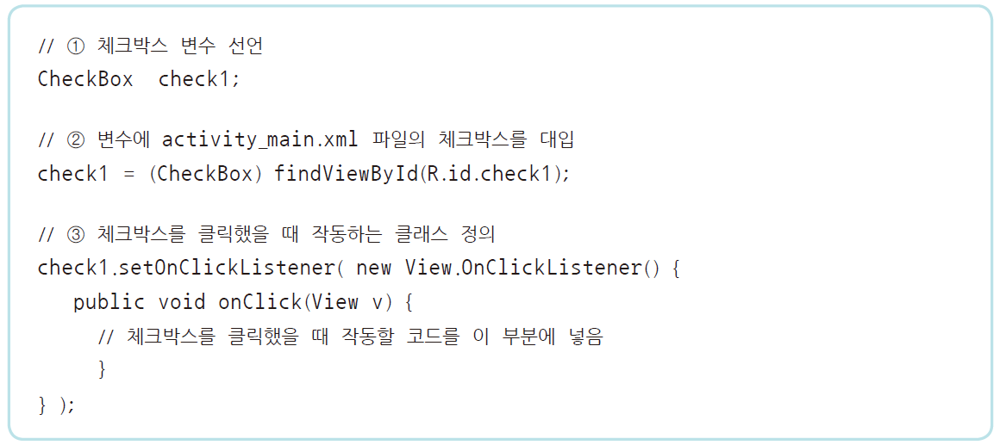 // ① 체크박스 변수 선언
CheckBox  check1;
// ② 변수에 activity_main.xml 파일의 체크박스를 대입
check1 = (CheckBox) findViewById(R.id.check1);
// ③ 체크박스를 클릭했을 때 작동하는 클래스 정의
check1.setOnClickListener( new View.OnClickListener() {
   public void onClick(View v) {
     // 체크박스를 클릭했을 때 작동할 코드를 이 부분에 넣음
     }
} );